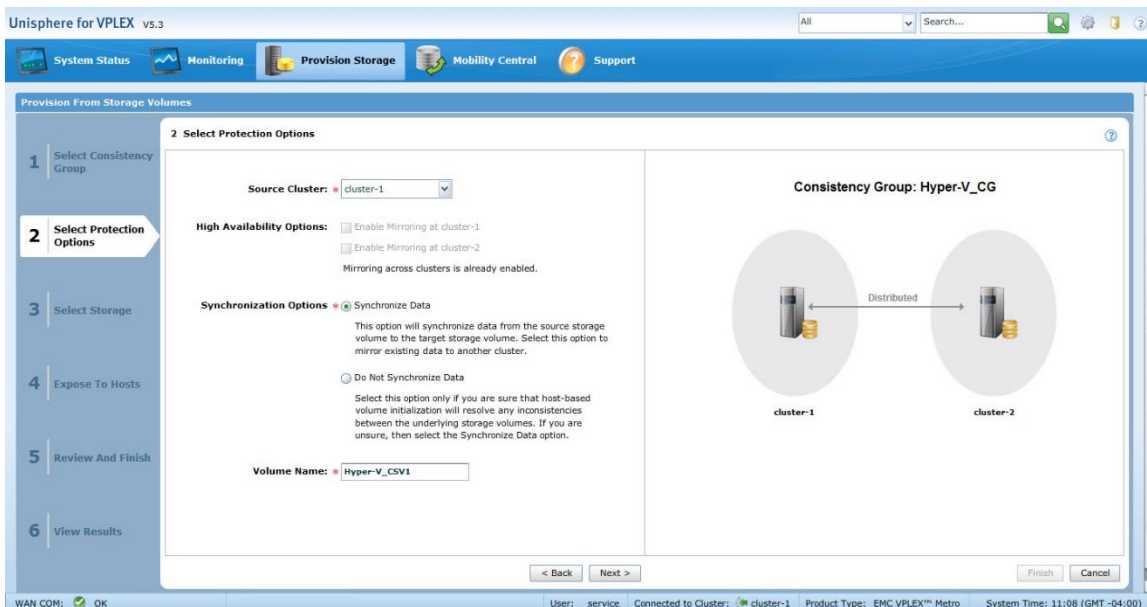 Unisphere for VPLEX V5.3
All
Search...
System Status
Monitoring
Provision Storage
Mobility Central
Support
Provision From Storage Volumes
1 Select Consistency
Group
2 Select Protection
Options
3 Select Storage
4 Expose To Hosts
5 Review And Finish
6 View Results
2 Select Protection Options
Source Cluster: * cluster-1
High Availability Options: Enable Mirroring at cluster-1
Enable Mirroring at cluster-2
Mirroring across clusters is already enabled.
Synchronization Options * Synchronize Data
This option will synchronize data from the source storage
volume to the target storage volume. Select this option to
mirror existing data to another cluster.
Do Not Synchronize Data
Select this option only if you are sure that host-based
volume initialization will resolve any inconsistencies
between the underlying storage volumes. If you are
unsure, then select the Synchronize Data option.
Volume Name: * Hyper-V_CSV1
Consistency Group: Hyper-V_CG
Distributed
cluster-1
cluster-2
< Back
Next >
Finish
Cancel
WAN COM: OK
User: service
Connected to Cluster: cluster-1
Product Type: EMC VPLEX™ Metro
System Time: 11:08 (GMT -04:00)